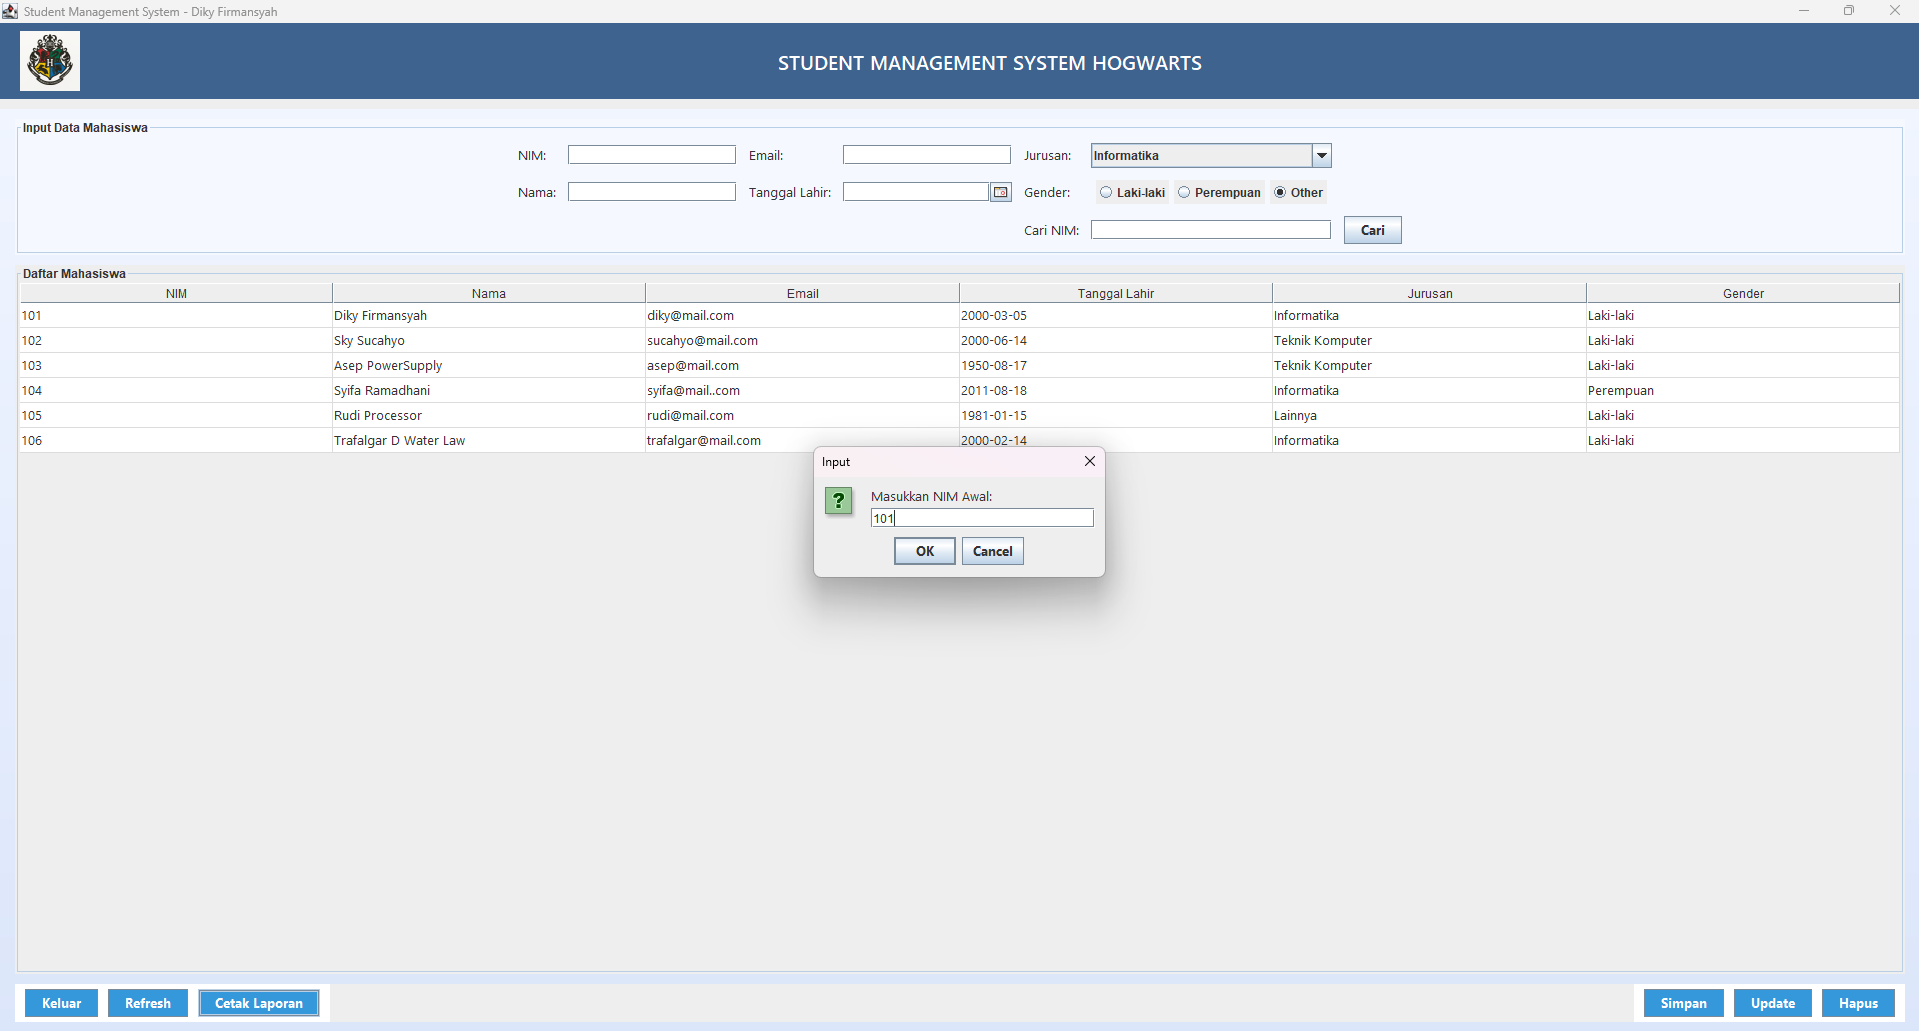 Student Management System - Diky Firmansyah
H
STUDENT MANAGEMENT SYSTEM HOGWARTS
Input Data Mahasiswa
NIM: Email: Jurusan: Informatika
Nama: Tanggal Lahir: Gender: Laki-laki Perempuan Other
Cari NIM: Cari
Daftar Mahasiswa
NIM Nama Email Tanggal Lahir Jurusan Gender
101 Diky Firmansyah diky@mail.com 2000-03-05 Informatika Laki-laki
102 Sky Sucahyo sucahyo@mail.com 2000-06-14 Teknik Komputer Laki-laki
103 Asep PowerSupply asep@mail.com 1950-08-17 Teknik Komputer Laki-laki
104 Syifa Ramadhani syifa@mail..com 2011-08-18 Informatika Perempuan
105 Rudi Processor rudi@mail.com 1981-01-15 Lainnya Laki-laki
106 Trafalgar D Water Law trafalgar@mail.com 2000-02-14 Informatika Laki-laki
Input
? Masukkan NIM Awal:
101
OK Cancel
Keluar Refresh Cetak Laporan Simpan Update Hapus